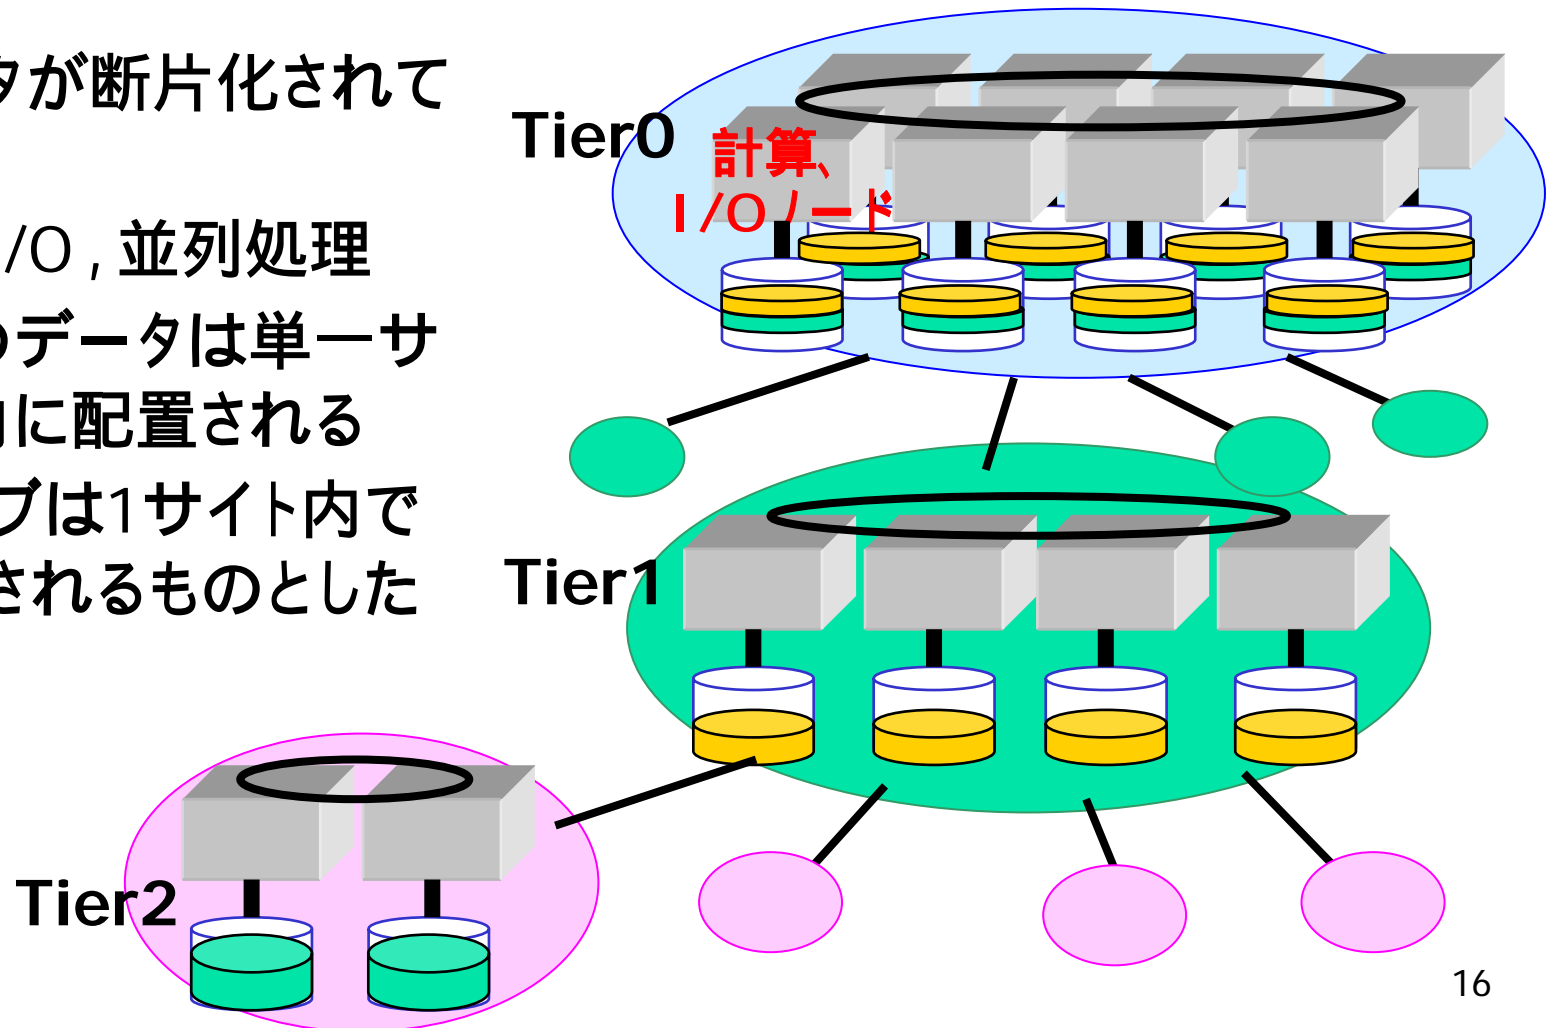 タが断片化されて
/O , 並列処理
のデータは単一サ
内に配置される
ブは1サイト内で
されるものとした
Tier0
計算、
I/Oノード
Tier1
Tier2
16